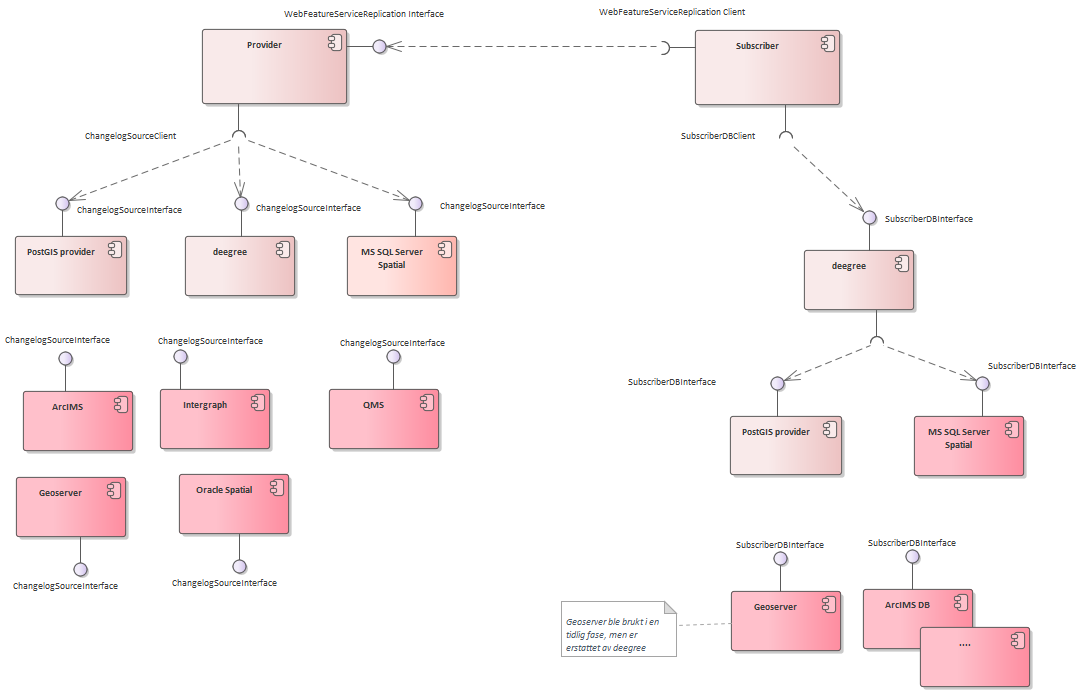 WebFeatureServiceReplication Interface
WebFeatureServiceReplication Client
Provider
Subscriber
ChangelogSourceClient
SubscriberDBClient
ChangelogSourceInterface
ChangelogSourceInterface
ChangelogSourceInterface
SubscriberDBInterface
PostGIS provider
deegree
MS SQL Server
Spatial
deegree
ChangelogSourceInterface
ChangelogSourceInterface
ChangelogSourceInterface
SubscriberDBInterface
SubscriberDBInterface
ArcIMS
Intergraph
QMS
PostGIS provider
MS SQL Server
Spatial
Geoserver
Oracle Spatial
ChangelogSourceInterface
ChangelogSourceInterface
SubscriberDBInterface
SubscriberDBInterface
Geoserver
ArcIMS DB
....
Geoserver ble brukt i en
tidlig fase, men er
erstattet av deegree